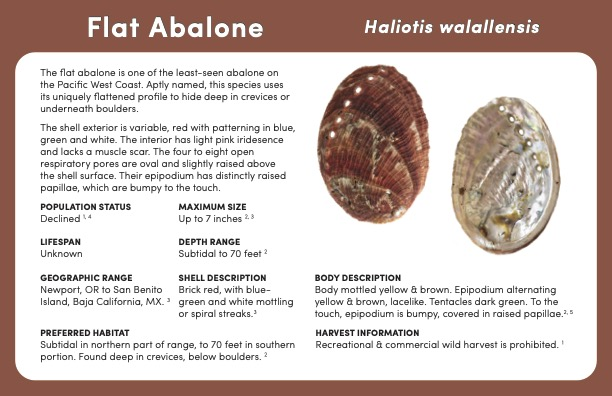 Flat Abalone
Haliotis walallensis
The flat abalone is one of the least-seen abalone on
the Pacific West Coast. Aptly named, this species uses
its uniquely flattened profile to hide deep in crevices or
underneath boulders.
The shell exterior is variable, red with patterning in blue,
green and white. The interior has light pink iridesence
and lacks a muscle scar. The four to eight open
respiratory pores are oval and slightly raised above
the shell surface. Their epipodium has distinctly raised
papillae, which are bumpy to the touch.
POPULATION STATUS
Declined 1, 4
MAXIMUM SIZE
Up to 7 inches 2, 3
LIFESPAN
Unknown
DEPTH RANGE
Subtidal to 70 feet 2
GEOGRAPHIC RANGE
Newport, OR to San Benito
Island, Baja California, MX. 3
SHELL DESCRIPTION
Brick red, with blue-
green and white mottling
or spiral streaks.3
BODY DESCRIPTION
Body mottled yellow & brown. Epipodium alternating
yellow & brown, lacelike. Tentacles dark green. To the
touch, epipodium is bumpy, covered in raised papillae.2, 5
PREFERRED HABITAT
Subtidal in northern part of range, to 70 feet in southern
portion. Found deep in crevices, below boulders. 2
HARVEST INFORMATION
Recreational & commercial wild harvest is prohibited. 1